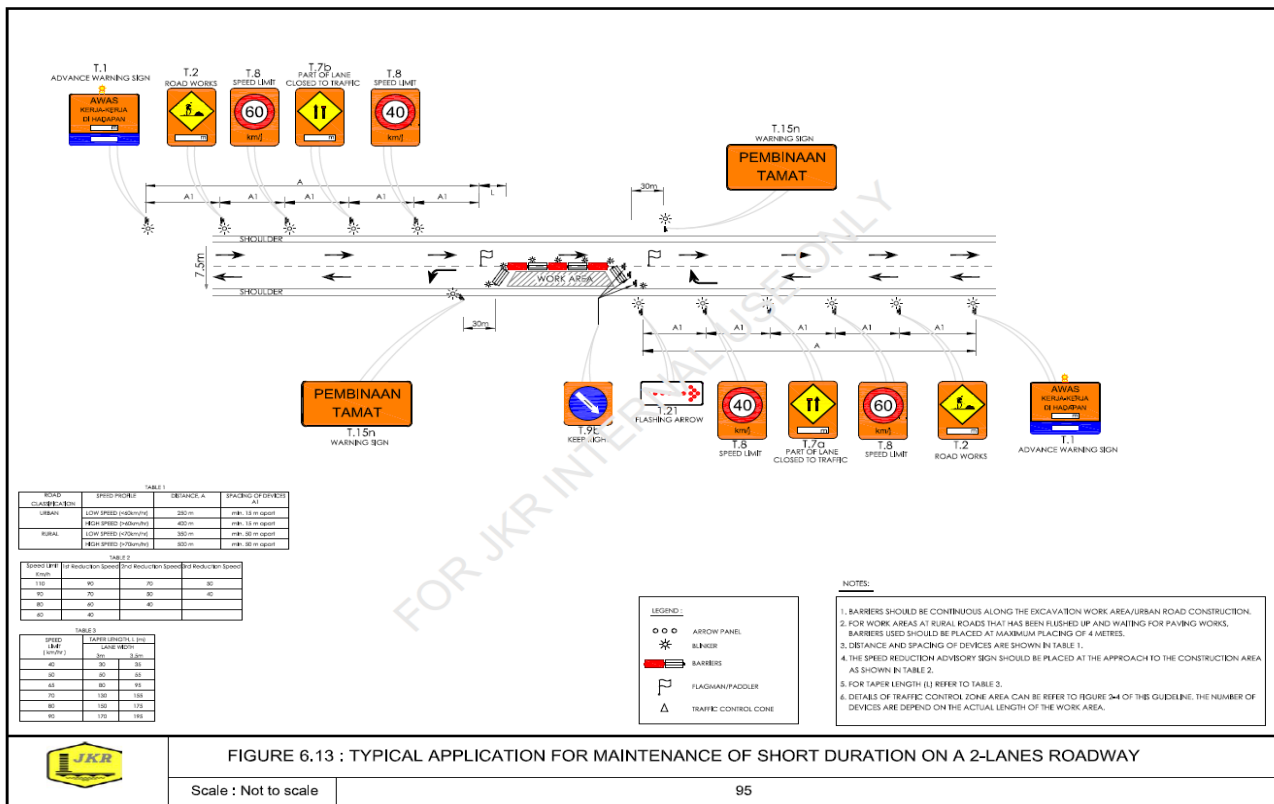 T.1
ADVANCE WARNING SIGN
T.2
ROAD WORKS
T.8
SPEED LIMIT
T.7b
PART OF LANE
CLOSED TO TRAFFIC
T.8
SPEED LIMIT
AWAS
KERJA-KERJA
DI HADAPAN
m
m
60
km/j
m
40
km/j
T.15n
WARNING SIGN
PEMBINAAN
TAMAT
A
L
A1 A1 A1 A1 A1
30m
SHOULDER
7.5m
WORK AREA
SHOULDER
30m
A1 A1 A1 A1 A1
A
PEMBINAAN
TAMAT
T.15n
WARNING SIGN
T.9b
KEEP RIGHT
T.21
FLASHING ARROW
40
km/j
T.8
SPEED LIMIT
m
T.7a
PART OF LANE
CLOSED TO TRAFFIC
60
km/j
T.8
SPEED LIMIT
m
T.2
ROAD WORKS
AWAS
KERJA-KERJA
DI HADAPAN
m
T.1
ADVANCE WARNING SIGN
FOR JKR INTERNAL USE ONLY
TABLE 1
ROAD CLASSIFICATION SPEED PROFILE DISTANCE, A SPACING OF DEVICES A1
URBAN LOW SPEED (<60km/hr) 250 m min. 15 m apart
HIGH SPEED (>60km/hr) 400 m min. 15 m apart
RURAL LOW SPEED (<70km/hr) 350 m min. 50 m apart
HIGH SPEED (>70km/hr) 500 m min. 50 m apart
TABLE 2
Speed Limit Km/h 1st Reduction Speed 2nd Reduction Speed 3rd Reduction Speed
110 90 70
90 70 40
80 60 40
60 40
TABLE 3
SPEED LIMIT (km/hr) TAPER LENGTH, L (m)
LANE WIDTH
3m 3.5m
40 30 35
50 50 55
65 80 95
70 130 155
80 150 175
90 170 195
LEGEND :
ARROW PANEL
BLINKER
BARRIERS
FLAGMAN/PADDLER
TRAFFIC CONTROL CONE
NOTES:
1. BARRIERS SHOULD BE CONTINUOUS ALONG THE EXCAVATION WORK AREA/URBAN ROAD CONSTRUCTION.
2. FOR WORK AREAS AT RURAL ROADS THAT HAS BEEN FLUSHED UP AND WAITING FOR PAVING WORKS,
BARRIERS USED SHOULD BE PLACED AT MAXIMUM PLACING OF 4 METRES.
3. DISTANCE AND SPACING OF DEVICES ARE SHOWN IN TABLE 1.
4. THE SPEED REDUCTION ADVISORY SIGN SHOULD BE PLACED AT THE APPROACH TO THE CONSTRUCTION AREA
AS SHOWN IN TABLE 2.
5. FOR TAPER LENGTH (L) REFER TO TABLE 3.
6. DETAILS OF TRAFFIC CONTROL ZONE AREA CAN BE REFER TO FIGURE 2-4 OF THIS GUIDELINE. THE NUMBER OF
DEVICES ARE DEPEND ON THE ACTUAL LENGTH OF THE WORK AREA.
JKR
FIGURE 6.13 : TYPICAL APPLICATION FOR MAINTENANCE OF SHORT DURATION ON A 2-LANES ROADWAY
Scale : Not to scale
95